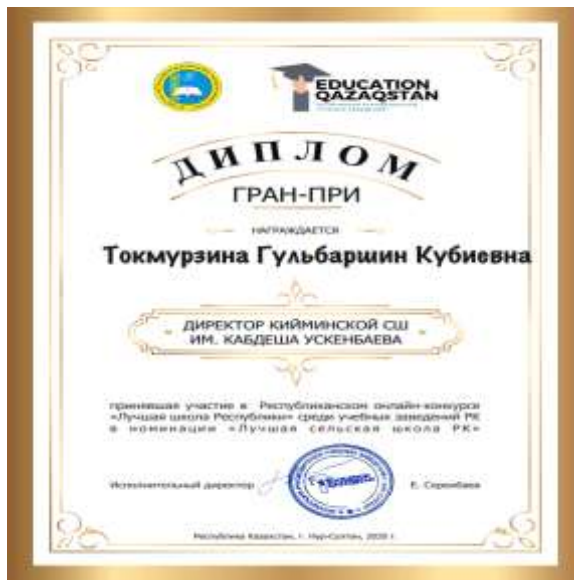 EDUCATION
QAZAQSTAN
ДИПЛОМ
ГРАН-ПРИ
НАГРАЖДАЕТСЯ
Токмурзина Гульбаршин Кубиевна
ДИРЕКТОР КИЙМИНСКОЙ СШ
ИМ. КАБДЕША УСКЕНБАЕВА
принявшая участие в Республиканском онлайн-конкурсе
«Лучшая школа Республики» среди учебных заведений РК
в номинации «Лучшая сельская школа РК»
Исполнительный директор
Республика Казахстан, г. Нур-Султан, 2020 г.